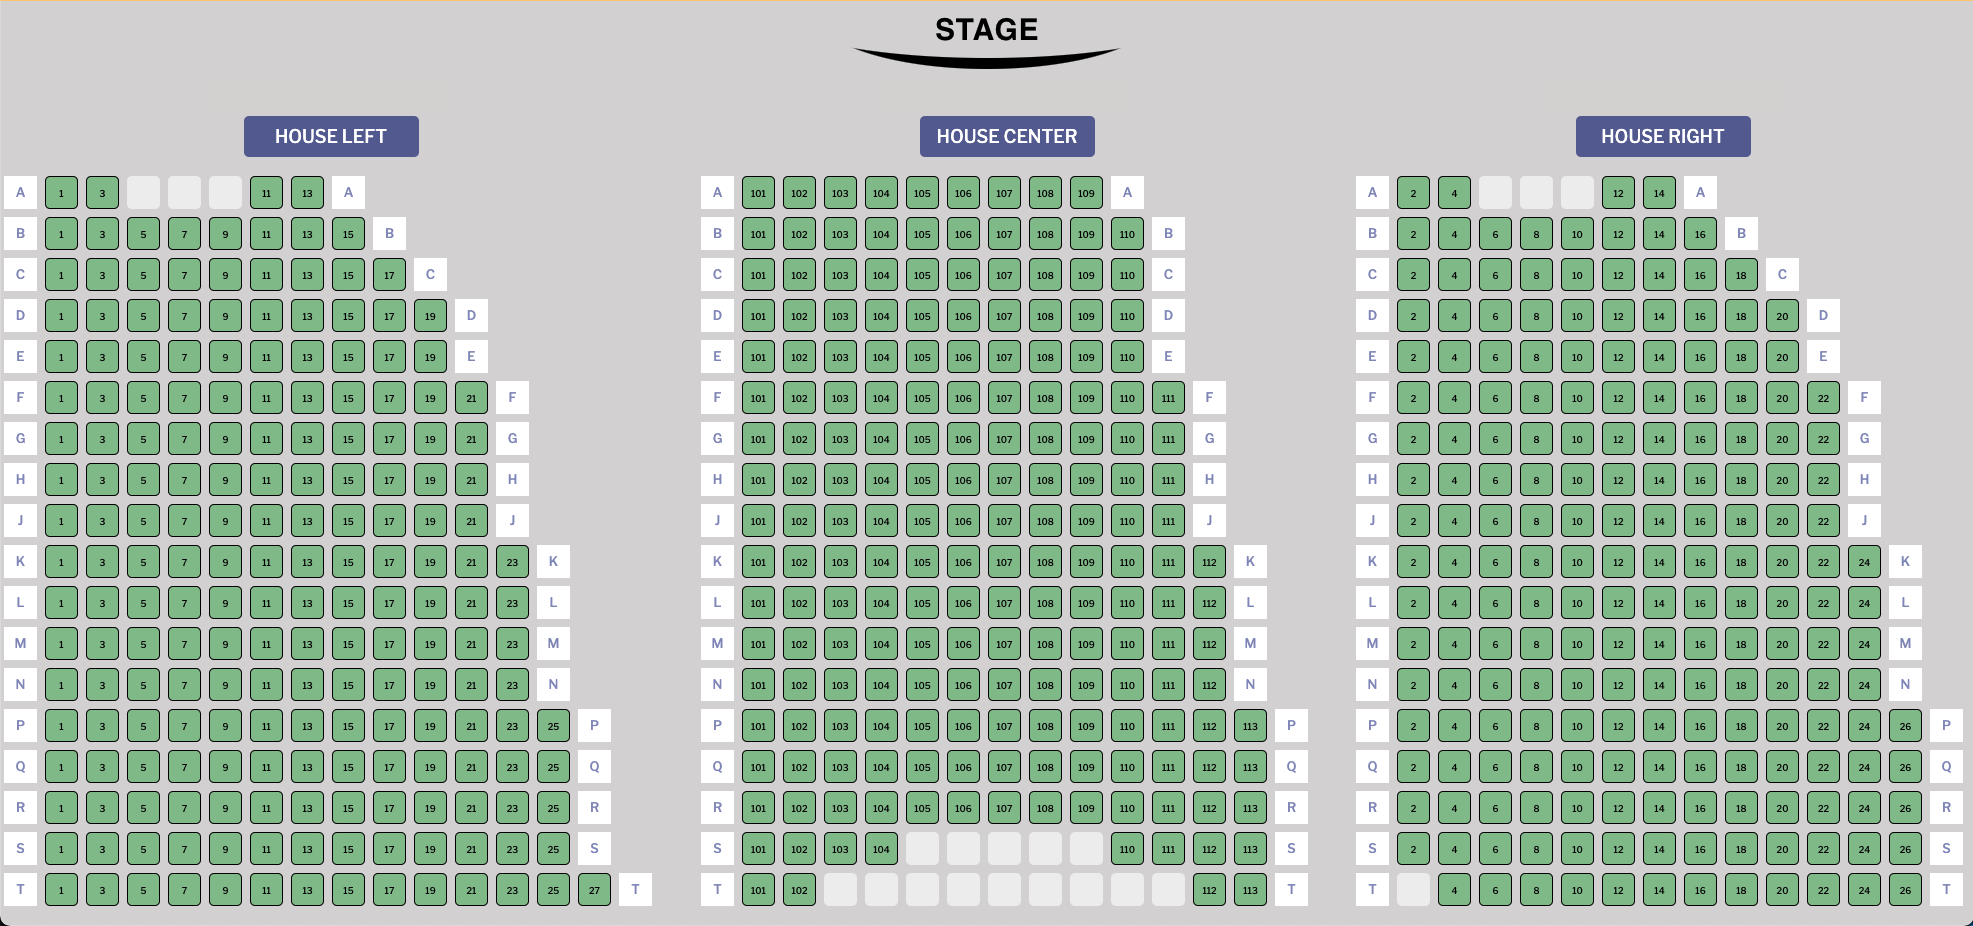 STAGE
HOUSE LEFT HOUSE CENTER HOUSE RIGHT
A 1 3 11 13 A A 101 102 103 104 105 106 107 108 109 A A 2 4 12 14 A
B 1 3 5 7 9 11 13 15 B B 101 102 103 104 105 106 107 108 109 110 B B 2 4 6 8 10 12 14 16 B
C 1 3 5 7 9 11 13 15 17 C C 101 102 103 104 105 106 107 108 109 110 C C 2 4 6 8 10 12 14 16 18 C
D 1 3 5 7 9 11 13 15 17 19 D D 101 102 103 104 105 106 107 108 109 110 D D 2 4 6 8 10 12 14 16 18 20 D
E 1 3 5 7 9 11 13 15 17 19 E E 101 102 103 104 105 106 107 108 109 110 E E 2 4 6 8 10 12 14 16 18 20 E
F 1 3 5 7 9 11 13 15 17 19 21 F F 101 102 103 104 105 106 107 108 109 110 111 F F 2 4 6 8 10 12 14 16 18 20 22 F
G 1 3 5 7 9 11 13 15 17 19 21 G G 101 102 103 104 105 106 107 108 109 110 111 G G 2 4 6 8 10 12 14 16 18 20 22 G
H 1 3 5 7 9 11 13 15 17 19 21 H H 101 102 103 104 105 106 107 108 109 110 111 H H 2 4 6 8 10 12 14 16 18 20 22 H
J 1 3 5 7 9 11 13 15 17 19 21 J J 101 102 103 104 105 106 107 108 109 110 111 J J 2 4 6 8 10 12 14 16 18 20 22 J
K 1 3 5 7 9 11 13 15 17 19 21 23 K K 101 102 103 104 105 106 107 108 109 110 111 112 K K 2 4 6 8 10 12 14 16 18 20 22 24 K
L 1 3 5 7 9 11 13 15 17 19 21 23 L L 101 102 103 104 105 106 107 108 109 110 111 112 L L 2 4 6 8 10 12 14 16 18 20 22 24 L
M 1 3 5 7 9 11 13 15 17 19 21 23 M M 101 102 103 104 105 106 107 108 109 110 111 112 M M 2 4 6 8 10 12 14 16 18 20 22 24 M
N 1 3 5 7 9 11 13 15 17 19 21 23 N N 101 102 103 104 105 106 107 108 109 110 111 112 N N 2 4 6 8 10 12 14 16 18 20 22 24 N
P 1 3 5 7 9 11 13 15 17 19 21 23 25 P P 101 102 103 104 105 106 107 108 109 110 111 112 113 P P 2 4 6 8 10 12 14 16 18 20 22 24 26 P
Q 1 3 5 7 9 11 13 15 17 19 21 23 25 Q Q 101 102 103 104 105 106 107 108 109 110 111 112 113 Q Q 2 4 6 8 10 12 14 16 18 20 22 24 26 Q
R 1 3 5 7 9 11 13 15 17 19 21 23 25 R R 101 102 103 104 105 106 107 108 109 110 111 112 113 R R 2 4 6 8 10 12 14 16 18 20 22 24 26 R
S 1 3 5 7 9 11 13 15 17 19 21 23 25 S S 101 102 103 104 110 111 112 113 S S 2 4 6 8 10 12 14 16 18 20 22 24 26 S
T 1 3 5 7 9 11 13 15 17 19 21 23 25 27 T T 101 102 112 113 T T 4 6 8 10 12 14 16 18 20 22 24 26 T